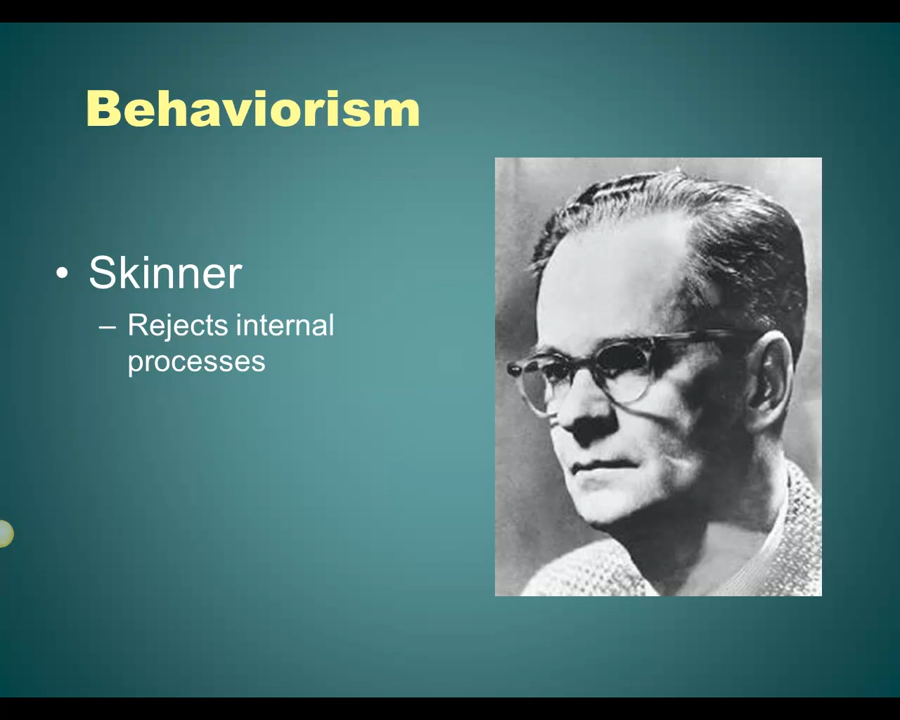 Behaviorism
• Skinner
– Rejects internal
processes